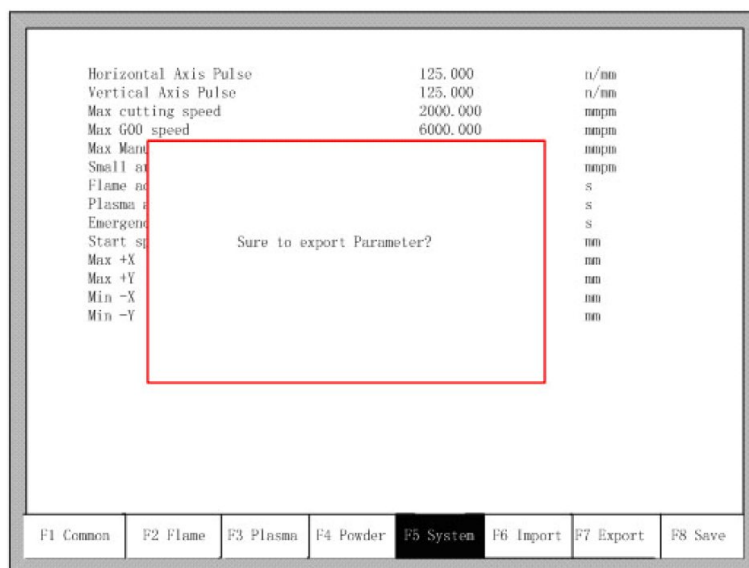 Horizontal Axis Pulse 125.000 n/mm
Vertical Axis Pulse 125.000 n/mm
Max cutting speed 2000.000 mmpm
Max G00 speed 6000.000 mmpm
Max mmpm
Small mmpm
Flame s
Plasma s
s
Start mm
Max +X mm
Max +Y mm
Min -X mm
Min -Y mm
Sure to export Parameter?
F1 Common F2 Flame F3 Plasma F4 Powder F5 System F6 Import F7 Export F8 Save